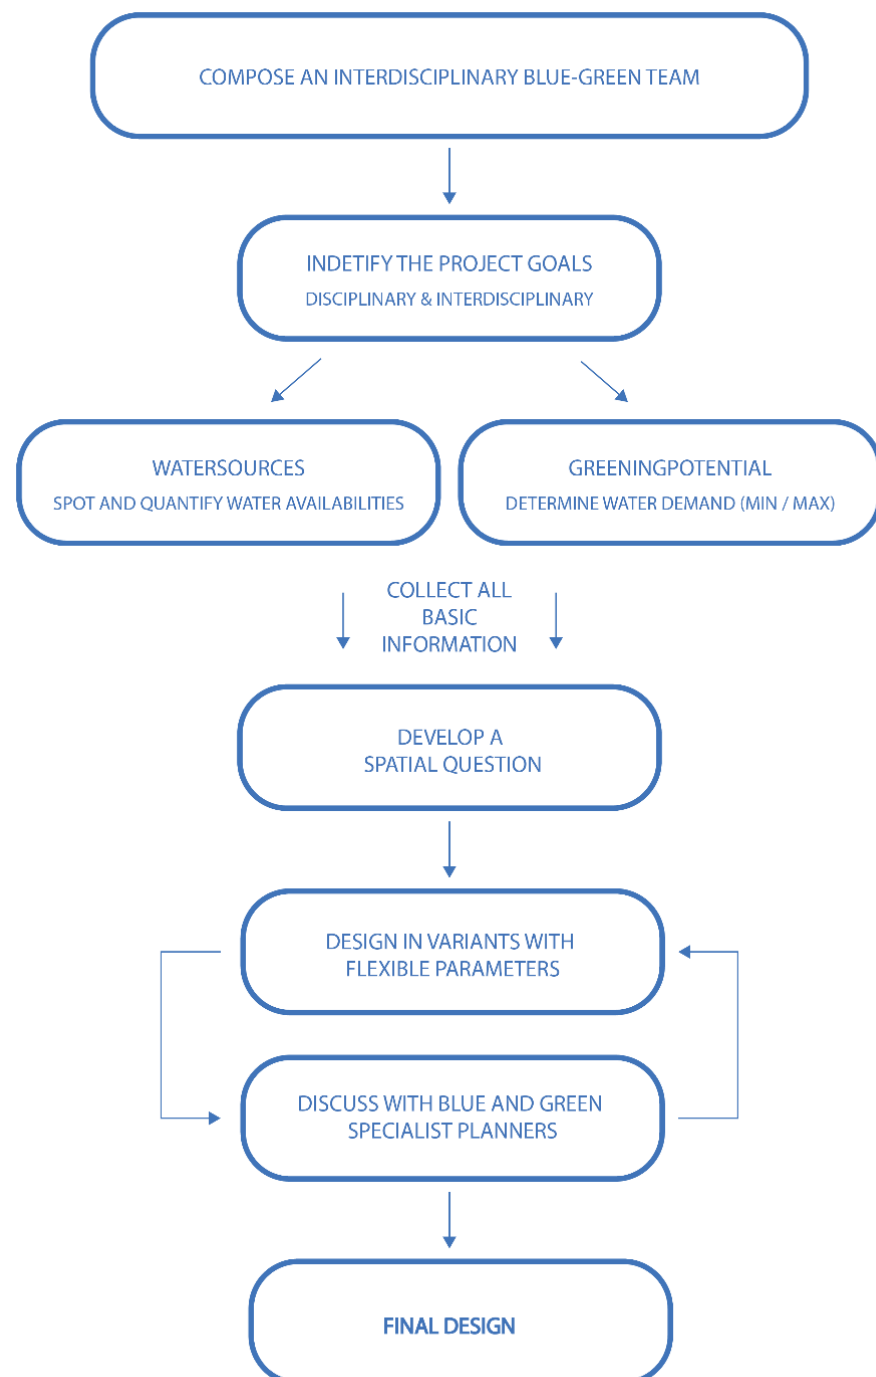 COMPOSE AN INTERDISCIPLINARY BLUE-GREEN TEAM
INDETIFY THE PROJECT GOALS
DISCIPLINARY & INTERDISCIPLINARY
WATERSOURCES
SPOT AND QUANTIFY WATER AVAILABILITIES
GREENINGPOTENTIAL
DETERMINE WATER DEMAND (MIN / MAX)
COLLECT ALL
BASIC
INFORMATION
DEVELOP A
SPATIAL QUESTION
DESIGN IN VARIANTS WITH
FLEXIBLE PARAMETERS
DISCUSS WITH BLUE AND GREEN
SPECIALIST PLANNERS
FINAL DESIGN